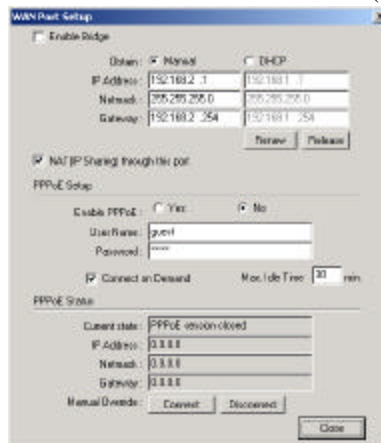 WAN Port Setup
Enable Bridge
Obtain : Manual DHCP
IP Address : 192.168.2 .1 192.168.1 .1
Netmask : 255.255.255.0 255.255.255.0
Gateway : 192.168.2 .254 192.168.1 .254
Renew Release
NAT(IP Sharing) through this port
PPPoE Setup
Enable PPPoE : Yes No
User Name : guest
Password : *****
Connect on Demand Max. Idle Time 30 min.
PPPoE Status
Current state : PPPoE session closed
IP Address : 0.0.0.0
Netmask : 0.0.0.0
Gateway : 0.0.0.0
Manual Override : Connect Disconnect
Close